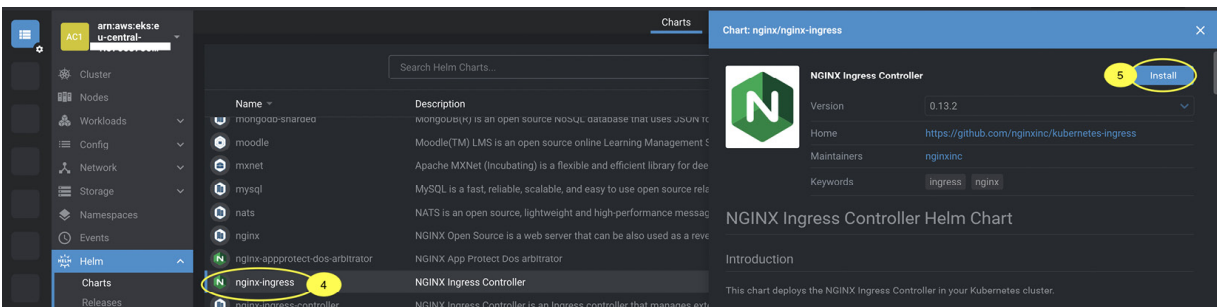 AC1
arn:aws:eks:e
u-central-
Cluster
Nodes
Workloads
Config
Network
Storage
Namespaces
Events
HELM
Helm
Charts
Releases
Charts
Search Helm Charts...
Name
Description
mongodb-sharded
MongoDB(R) is an open source NoSQL database that uses JSON fo
moodle
Moodle(TM) LMS is an open source online Learning Management S
mxnet
Apache MXNet (Incubating) is a flexible and efficient library for dee
mysql
MySQL is a fast, reliable, scalable, and easy to use open source rela
nats
NATS is an open source, lightweight and high-performance messag
nginx
NGINX Open Source is a web server that can be also used as a reve
nginx-appprotect-dos-arbitrator
NGINX App Protect Dos arbitrator
nginx-ingress
4
NGINX Ingress Controller
nginx-ingress-controller
NGINX Ingress Controller is an Ingress controller that manages exte
Chart: nginx/nginx-ingress
N
NGINX Ingress Controller
5
Install
Version
0.13.2
Home
https://github.com/nginxinc/kubernetes-ingress
Maintainers
nginxinc
Keywords
ingress nginx
NGINX Ingress Controller Helm Chart
Introduction
This chart deploys the NGINX Ingress Controller in your Kubernetes cluster.